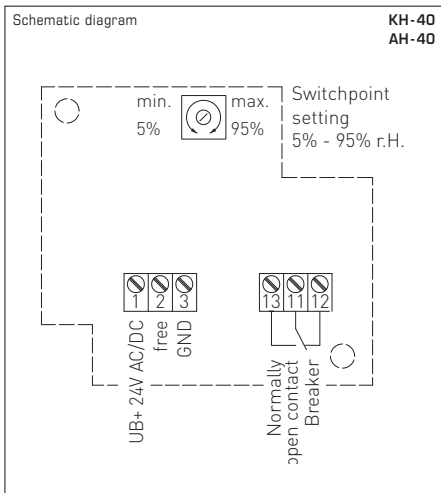 Schematic diagram
KH-40
AH-40
min.
5%
max.
95%
Switchpoint
setting
5% - 95% r.H.
1 2 3
13 11 12
UB+ 24V AC/DC
free
GND
Normally
open contact
Breaker